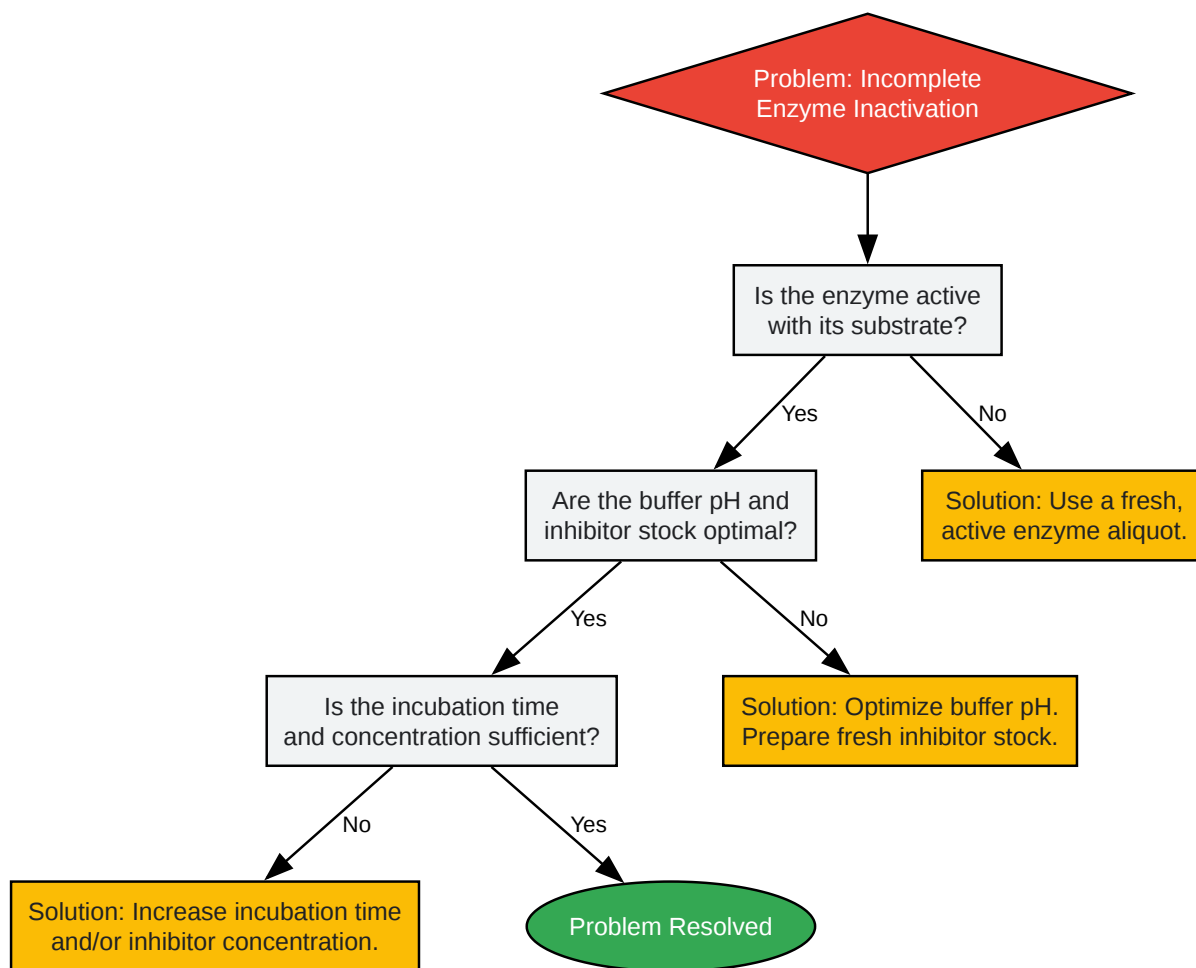 Problem: Incomplete
Enzyme Inactivation
Is the enzyme active
with its substrate?
Yes
No
Are the buffer pH and
inhibitor stock optimal?
Solution: Use a fresh,
active enzyme aliquot.
Yes
No
Is the incubation time
and concentration sufficient?
Solution: Optimize buffer pH.
Prepare fresh inhibitor stock.
No
Yes
Solution: Increase incubation time
and/or inhibitor concentration.
Problem Resolved